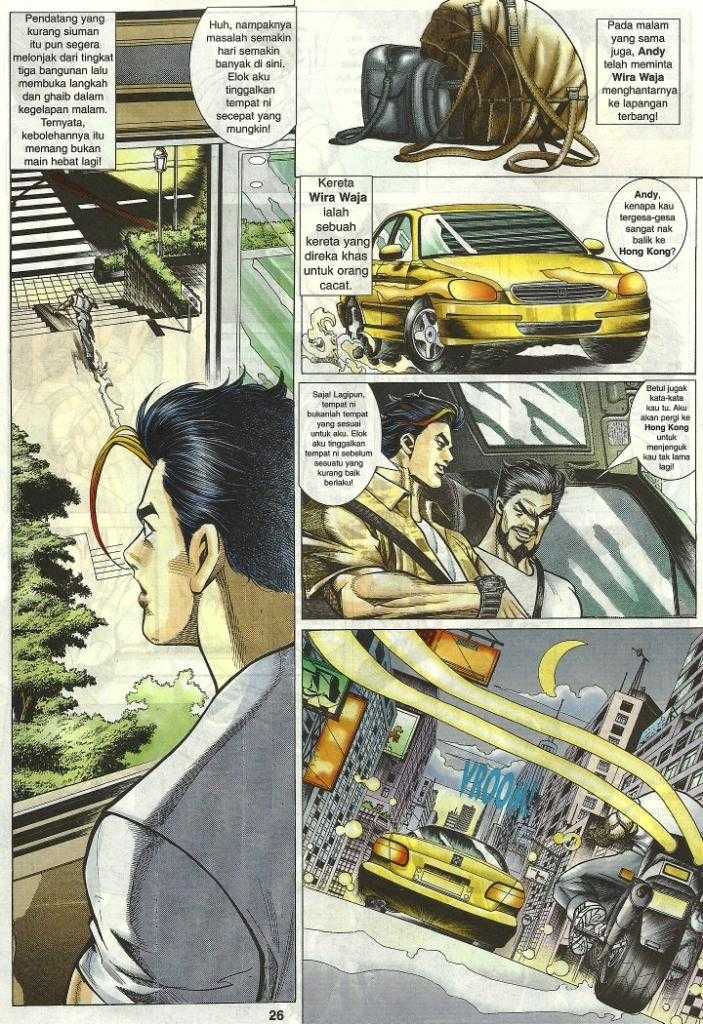 Pendatang yang
kurang siuman
itu pun segera
melonjak dari tingkat
tiga bangunan lalu
membuka langkah
dan ghaib dalam
kegelapan malam.
Ternyata,
kebolehannya itu
memang bukan
main hebat lagi!
Huh, nampaknya
masalah semakin
hari semakin
banyak di sini.
Elok aku
tinggalkan
tempat ni
secepat yang
mungkin!
Pada malam
yang sama
juga, Andy
telah meminta
Wira Waja
menghantarnya
ke lapangan
terbang!
Kereta
Wira Waja
ialah
sebuah
kereta yang
direka khas
untuk orang
cacat.
Andy,
kenapa kau
tergesa-gesa
sangat nak
balik ke
Hong Kong?
Saja! Lagipun,
tempat ni
bukanlah tempat
yang sesuai
untuk aku. Elok
aku tinggalkan
tempat ni sebelum
sesuatu yang
kurang baik
berlaku!
Betul jugak
kata-kata
kau tu. Aku
akan pergi ke
Hong Kong
untuk
menjenguk
kau tak lama
lagi!
VROOM!
26